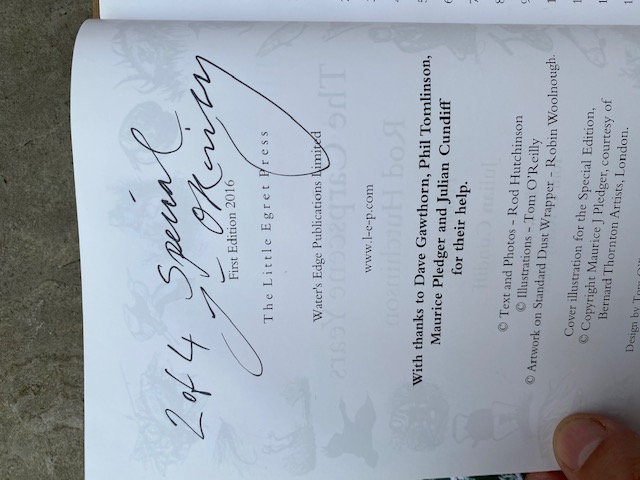 2 of 4 Special
First Edition 2016
The Little Egret Press
Water's Edge Publications Limited
www.l-e-p.com
With thanks to Dave Gawthorn, Phil Tomlinson,
Maurice Pledger and Julian Cundiff
for their help.
© Text and Photos - Rod Hutchinson
© Illustrations - Tom O'Reilly
© Artwork on Standard Dust Wrapper - Robin Woolnough.
Cover illustration for the Special Edition,
© Copyright Maurice J Pledger, courtesy of
Bernard Thornton Artists, London.
Design by Tom